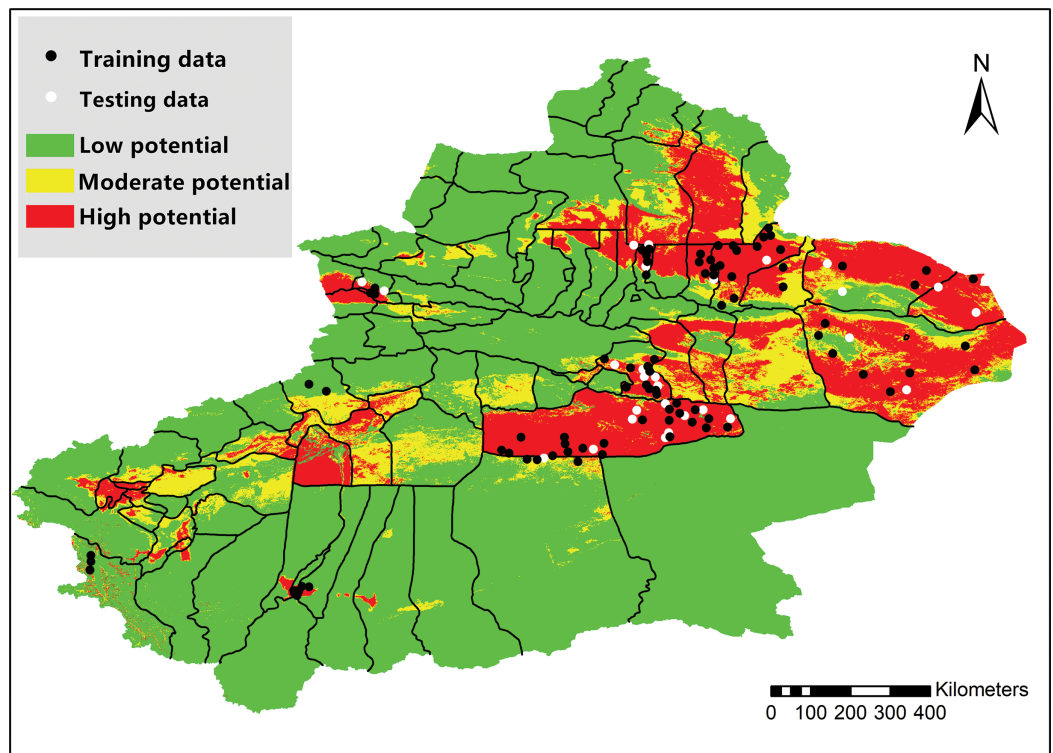 Training data
Testing data
Low potential
Moderate potential
High potential
N
Kilometers
0 100 200 300 400